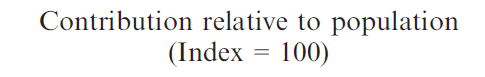 Contribution relative to population
(Index = 100)